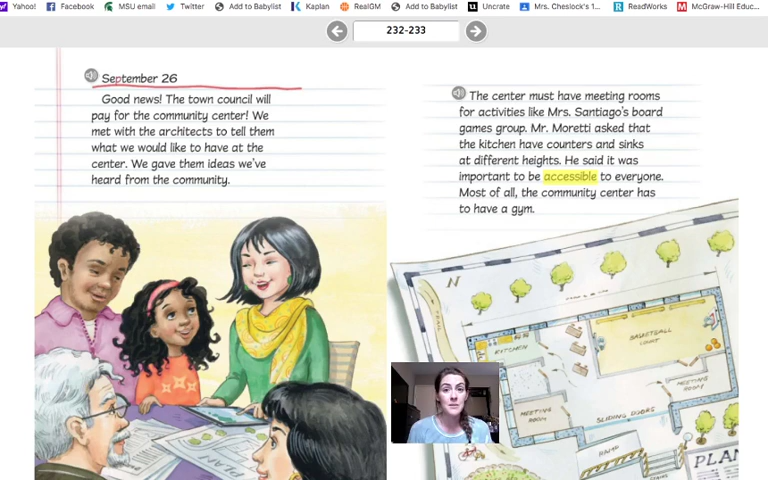 Yahoo! Facebook MSU email Twitter Add to Babylist Kaplan RealGM Add to Babylist Uncrate Mrs. Cheslock's 1... ReadWorks McGraw-Hill Educ...
232-233
September 26
Good news! The town council will
pay for the community center! We
met with the architects to tell them
what we would like to have at the
center. We gave them ideas we've
heard from the community.
The center must have meeting rooms
for activities like Mrs. Santiago's board
games group. Mr. Moretti asked that
the kitchen have counters and sinks
at different heights. He said it was
important to be accessible to everyone.
Most of all, the community center has
to have a gym.
PLAN
N
TRAIL
KITCHEN
BASKETBALL
COURT
MEETING
ROOM
MEETING
ROOM
SLIDING DOORS
RAMP
STAIRS
PLAN